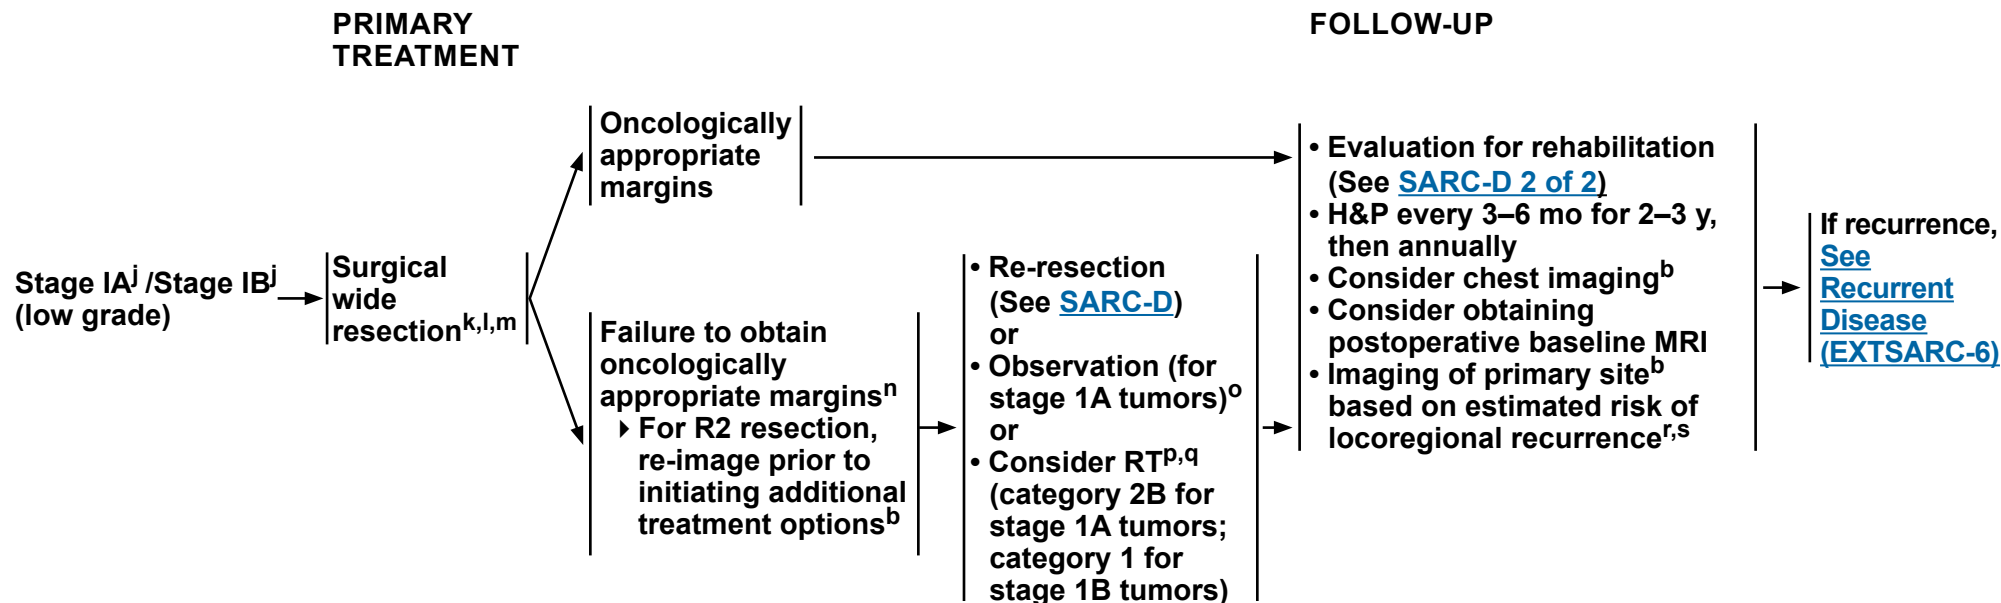 PRIMARY
TREATMENT
FOLLOW-UP
Stage IAj /Stage IBj
(low grade)
Surgical
wide
resectionk,l,m
Oncologically
appropriate
margins
Failure to obtain
oncologically
appropriate marginsn
For R2 resection,
re-image prior to
initiating additional
treatment optionsb
• Re-resection
(See SARC-D)
or
• Observation (for
stage 1A tumors)o
or
• Consider RTp,q
(category 2B for
stage 1A tumors;
category 1 for
stage 1B tumors)
• Evaluation for rehabilitation
(See SARC-D 2 of 2)
• H&P every 3–6 mo for 2–3 y,
then annually
• Consider chest imagingb
• Consider obtaining
postoperative baseline MRI
• Imaging of primary siteb
based on estimated risk of
locoregional recurrencer,s
If recurrence,
See
Recurrent
Disease
(EXTSARC-6)